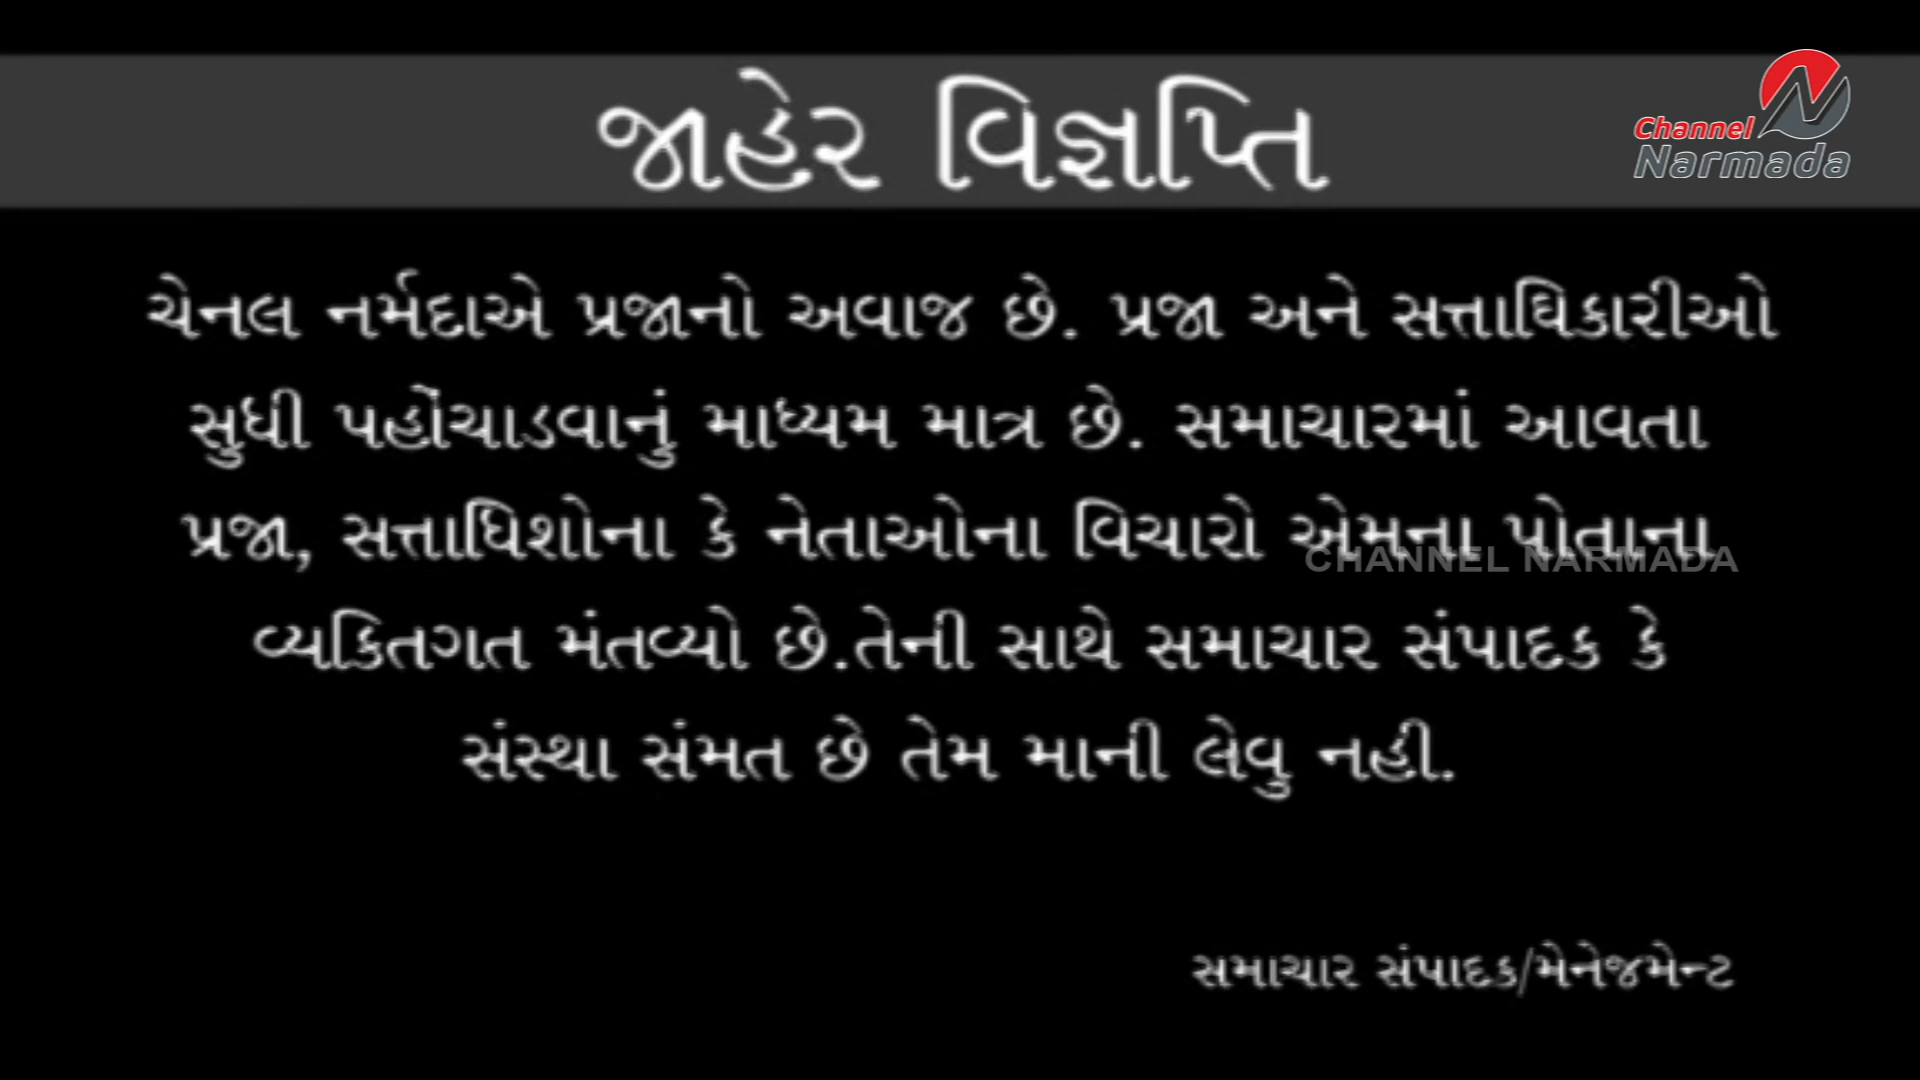 જાહેર વિજ્ઞપ્તિ
Channel
Narmada
ચેનલ નર્મદાએ પ્રજાનો અવાજ છે. પ્રજા અને સત્તાધિકારીઓ
સુધી પહોંચાડવાનું માધ્યમ માત્ર છે. સમાચારમાં આવતા
પ્રજા, સત્તાધિશોના કે નેતાઓના વિચારો એમના પોતાના
CHANNEL NARMADA
વ્યકિતગત મંતવ્યો છે.તેની સાથે સમાચાર સંપાદક કે
સંસ્થા સંમત છે તેમ માની લેવુ નહી.
સમાચાર સંપાદક/મેનેજમેન્ટ